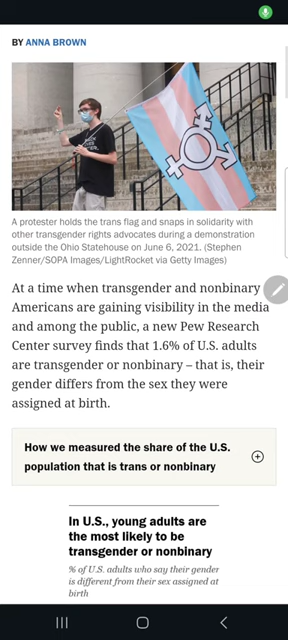 BY ANNA BROWN
A protester holds the trans flag and snaps in solidarity with
other transgender rights advocates during a demonstration
outside the Ohio Statehouse on June 6, 2021. (Stephen
Zenner/SOPA Images/LightRocket via Getty Images)
At a time when transgender and nonbinary
Americans are gaining visibility in the media
and among the public, a new Pew Research
Center survey finds that 1.6% of U.S. adults
are transgender or nonbinary – that is, their
gender differs from the sex they were
assigned at birth.
How we measured the share of the U.S.
population that is trans or nonbinary
In U.S., young adults are
the most likely to be
transgender or nonbinary
% of U.S. adults who say their gender
is different from their sex assigned at
birth